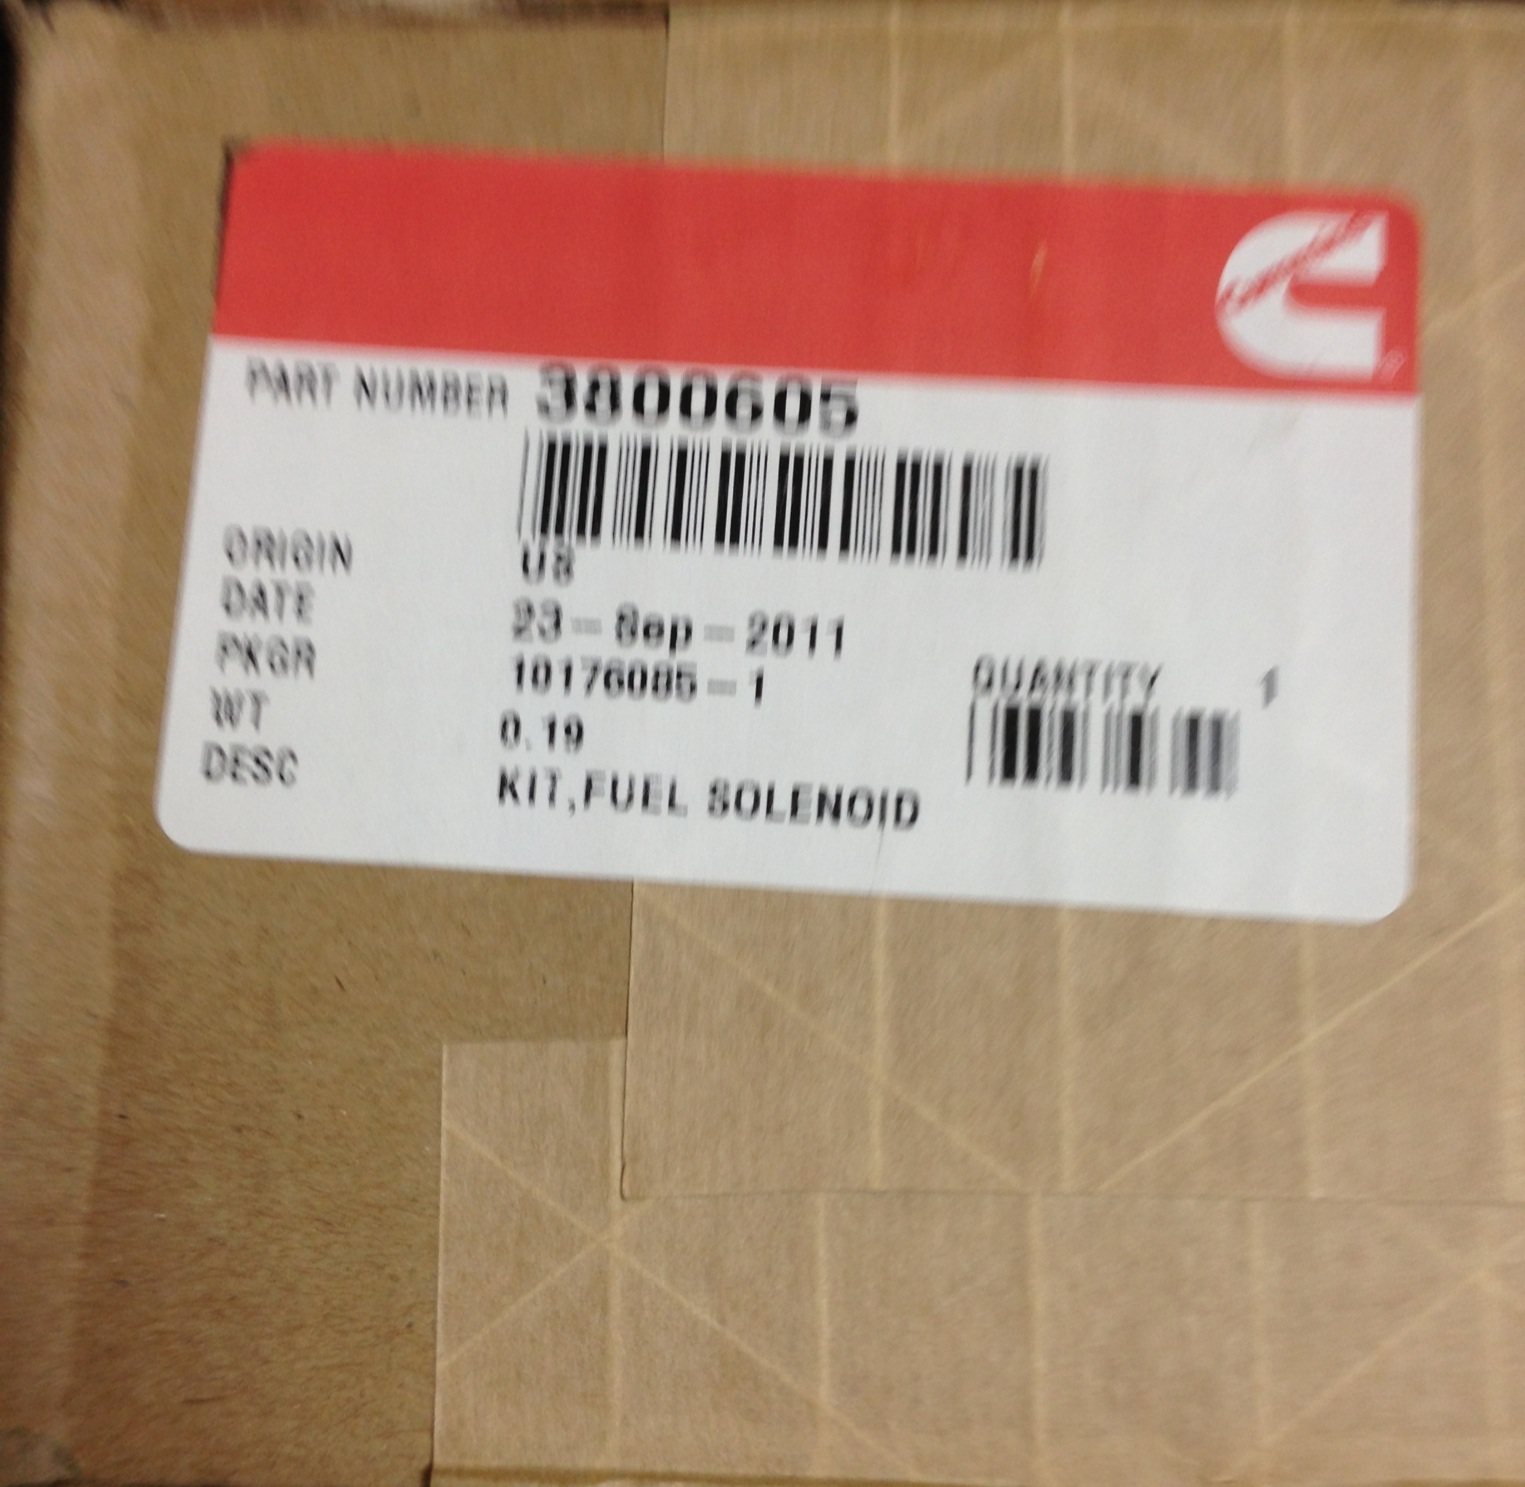 Cummins
PART NUMBER 3800605
ORIGIN US
DATE 23-Sep-2011
PKGR 10176085-1
QUANTITY 1
WT 0.19
DESC KIT,FUEL SOLENOID